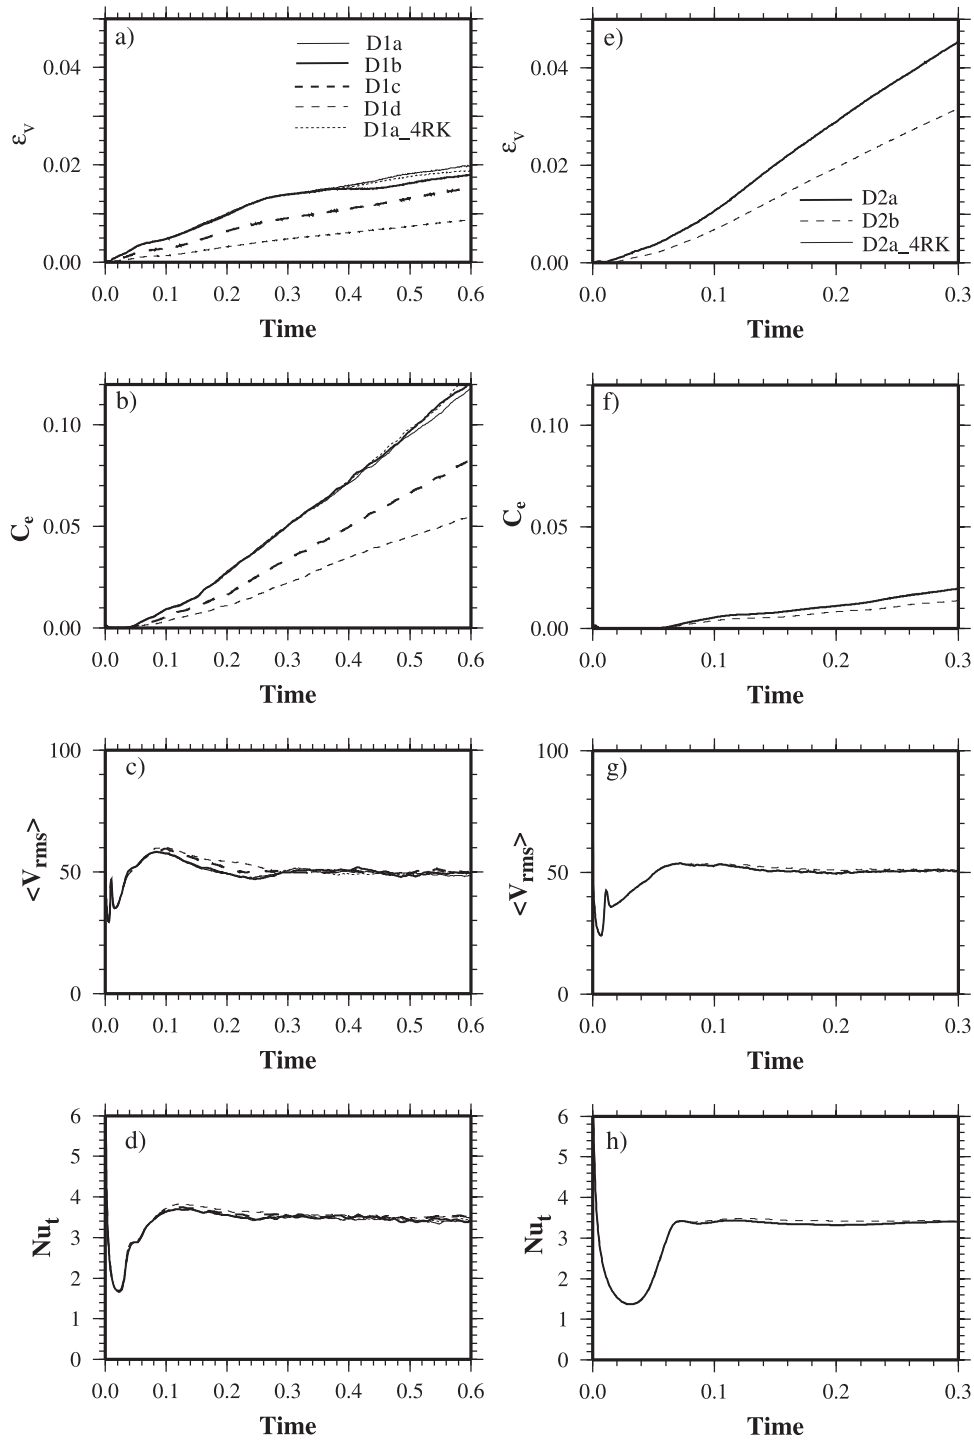 a)
D1a
D1b
D1c
D1d
D1a_4RK
0.04
0.02
0.00
εV
0.0 0.1 0.2 0.3 0.4 0.5 0.6
Time
e)
D2a
D2b
D2a_4RK
0.04
0.02
0.00
εV
0.0 0.1 0.2 0.3
Time
b)
0.10
0.05
0.00
Ce
0.0 0.1 0.2 0.3 0.4 0.5 0.6
Time
f)
0.10
0.05
0.00
Ce
0.0 0.1 0.2 0.3
Time
c)
100
50
0
<Vrms>
0.0 0.1 0.2 0.3 0.4 0.5 0.6
Time
g)
100
50
0
<Vrms>
0.0 0.1 0.2 0.3
Time
d)
6
5
4
3
2
1
0
Nut
0.0 0.1 0.2 0.3 0.4 0.5 0.6
Time
h)
6
5
4
3
2
1
0
Nut
0.0 0.1 0.2 0.3
Time